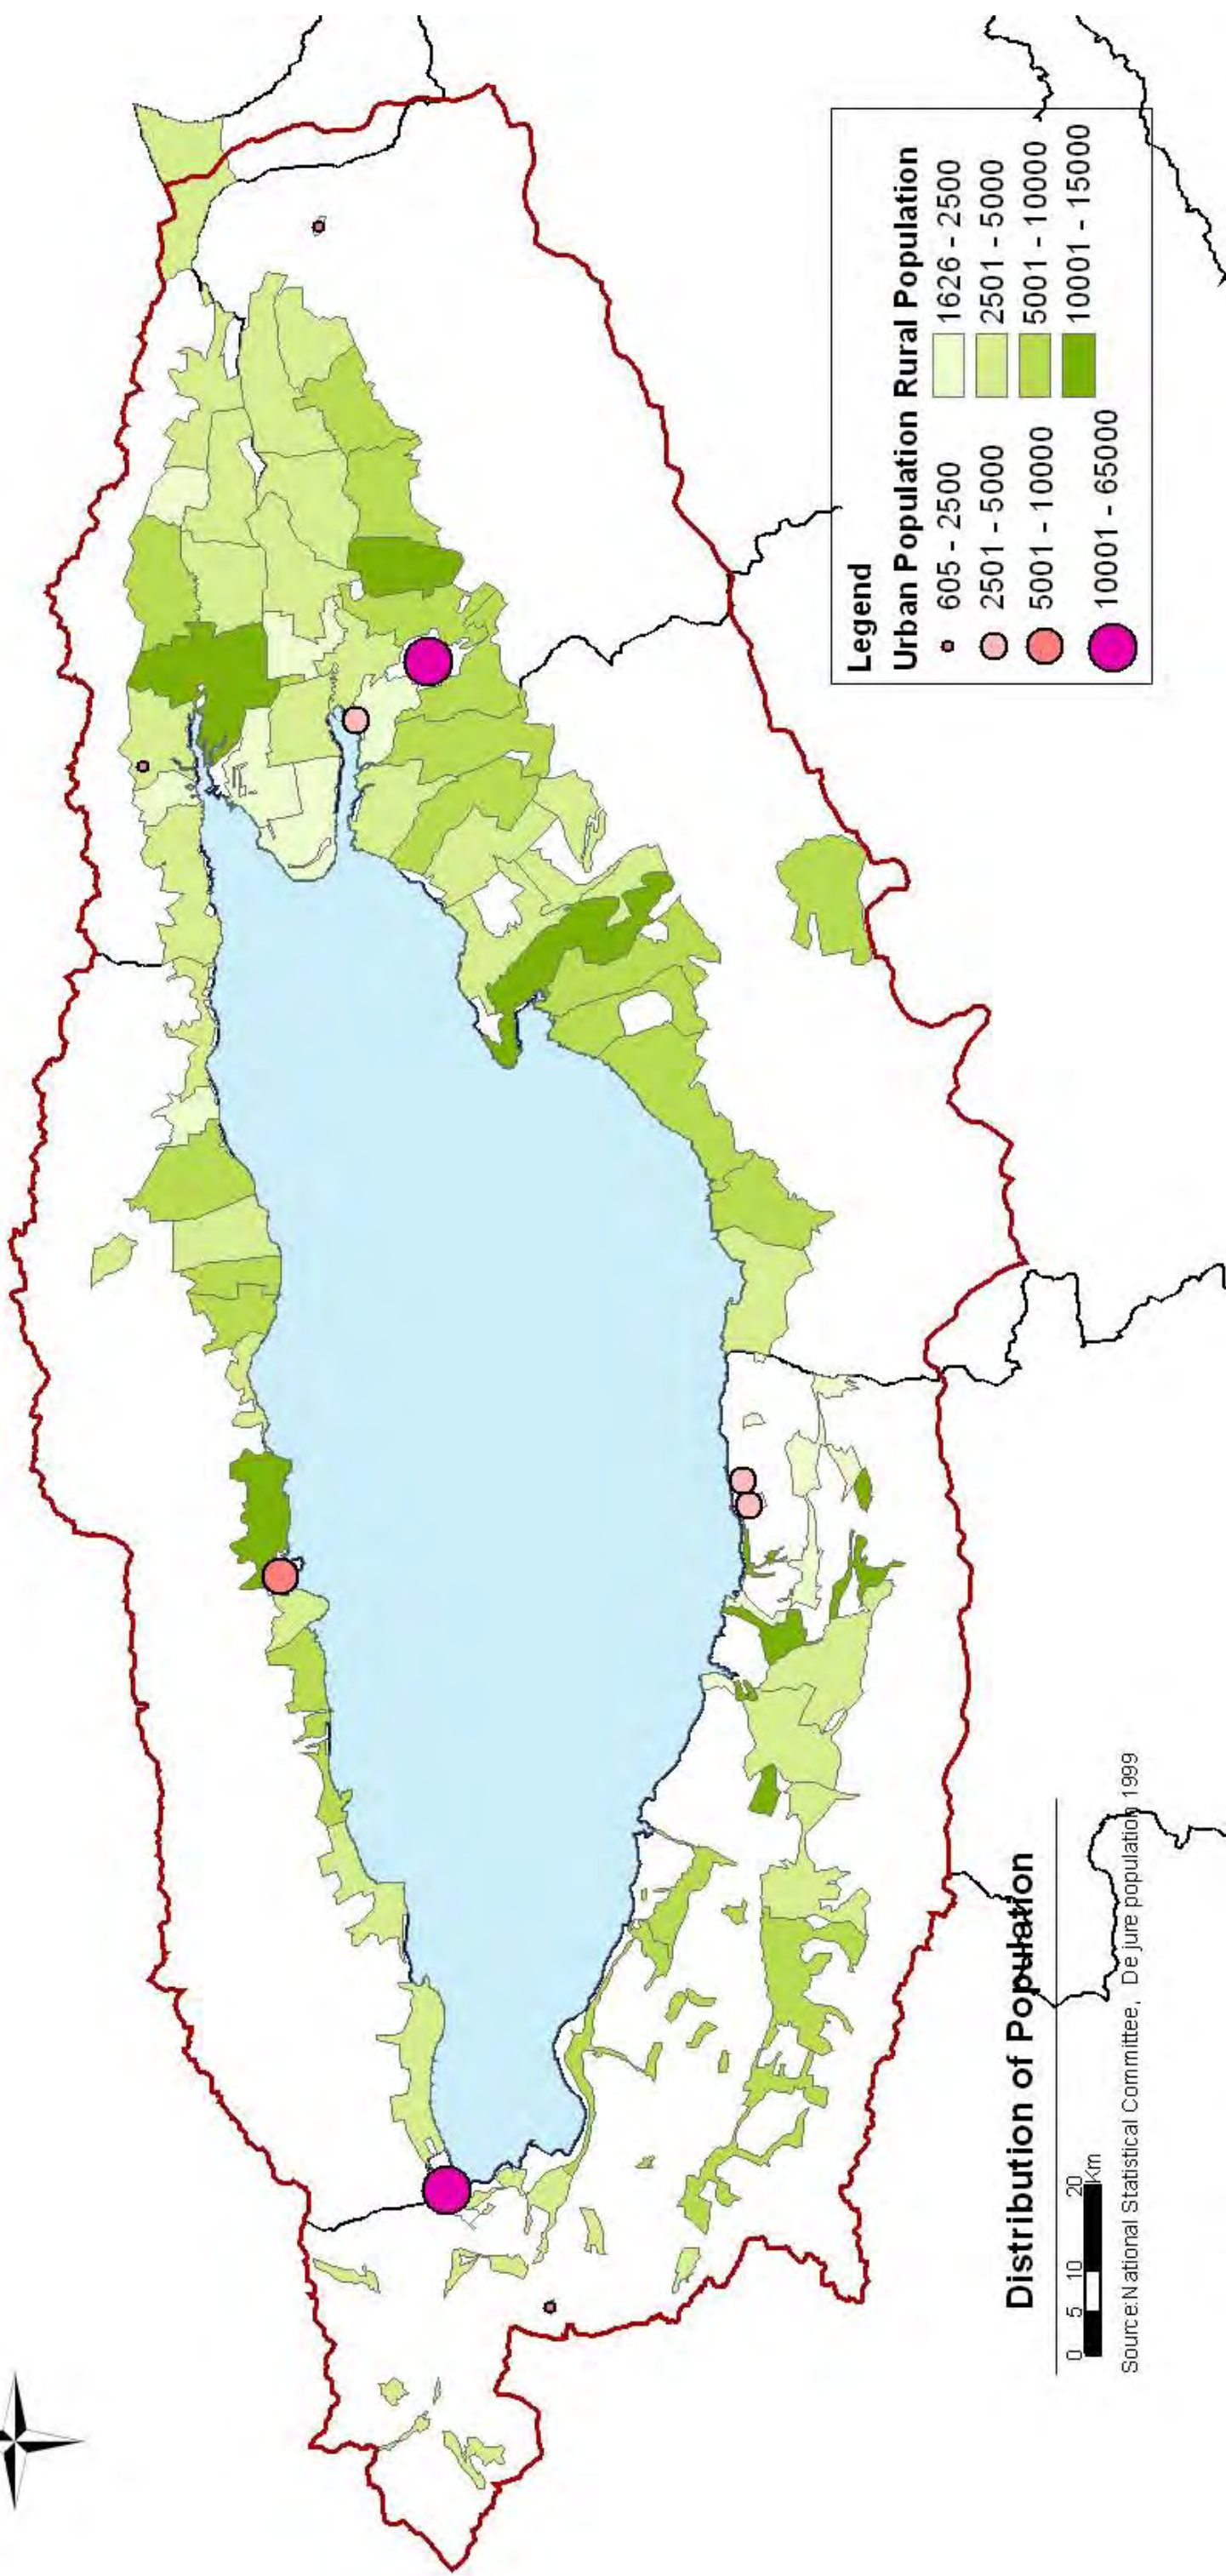 Legend
Urban Population Rural Population
605 - 2500 1626 - 2500
2501 - 5000 2501 - 5000
5001 - 10000 5001 - 10000
10001 - 65000 10001 - 15000
Distribution of Population
0 5 10 20
Km
Source:National Statistical Committee, De jure population 1999